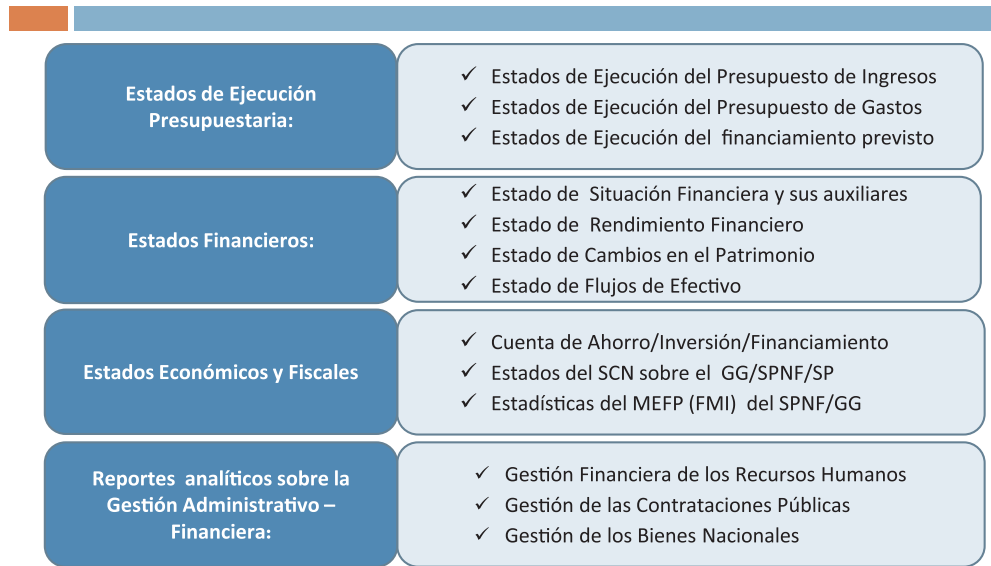 Estados de Ejecución
Presupuestaria:
✓ Estados de Ejecución del Presupuesto de Ingresos
✓ Estados de Ejecución del Presupuesto de Gastos
✓ Estados de Ejecución del financiamiento previsto
Estados Financieros:
✓ Estado de Situación Financiera y sus auxiliares
✓ Estado de Rendimiento Financiero
✓ Estado de Cambios en el Patrimonio
✓ Estado de Flujos de Efectivo
Estados Económicos y Fiscales
✓ Cuenta de Ahorro/Inversión/Financiamiento
✓ Estados del SCN sobre el GG/SPNF/SP
✓ Estadísticas del MEFP (FMI) del SPNF/GG
Reportes analíticos sobre la
Gestión Administrativo –
Financiera:
✓ Gestión Financiera de los Recursos Humanos
✓ Gestión de las Contrataciones Públicas
✓ Gestión de los Bienes Nacionales